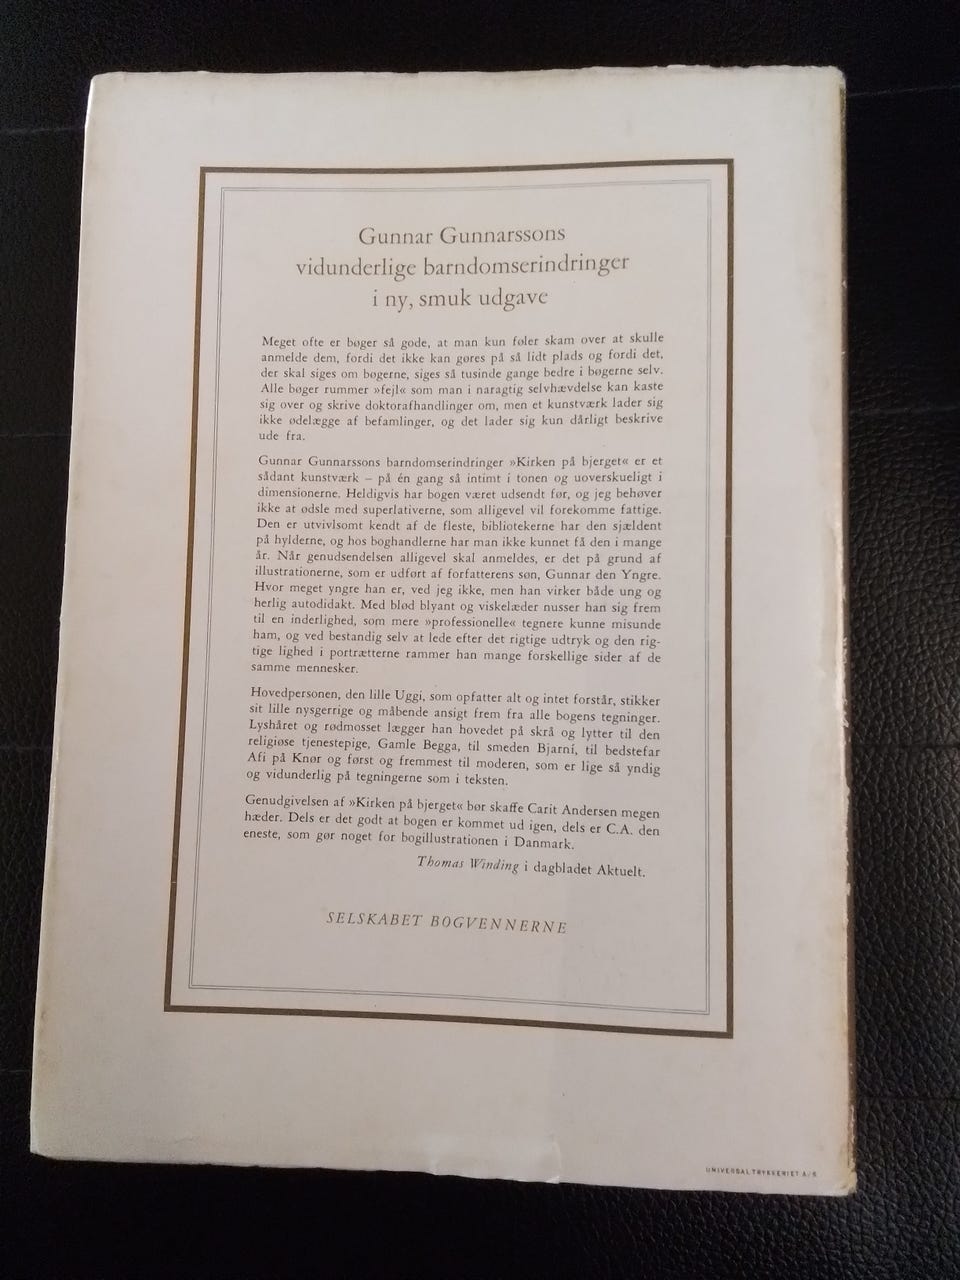 Gunnar Gunnarssons
vidunderlige barndomserindringer
i ny, smuk udgave
Meget ofte er bøger så gode, at man kun føler skam over at skulle
anmelde dem, fordi det ikke kan gøres på så lidt plads og fordi det,
der skal siges om bøgerne, siges så tusinde gange bedre i bøgerne selv.
Alle bøger rummer »fejl« som man i naragtig selvhævdelse kan kaste
sig over og skrive doktorafhandlinger om, men et kunstværk lader sig
ikke ødelægge af befamlinger, og det lader sig kun dårligt beskrive
ude fra.
Gunnar Gunnarssons barndomserindringer »Kirken på bjerget« er et
sådant kunstværk – på én gang så intimt i tonen og uoverskueligt i
dimensionerne. Heldigvis har bogen været udsendt før, og jeg behøver
ikke at ødsle med superlativerne, som alligevel vil forekomme fattige.
Den er utvivlsomt kendt af de fleste, bibliotekerne har den sjældent
på hylderne, og hos boghandlerne har man ikke kunnet få den i mange
år. Når genudsendelsen alligevel skal anmeldes, er det på grund af
illustrationerne, som er udført af forfatterens søn, Gunnar den Yngre.
Hvor meget yngre han er, ved jeg ikke, men han virker både ung og
herlig autodidakt. Med blød blyant og viskelæder nusser han sig frem
til en inderlighed, som mere »professionelle« tegnere kunne misunde
ham, og ved bestandig selv at lede efter det rigtige udtryk og den rig-
tige lighed i portrætterne rammer han mange forskellige sider af de
samme mennesker.
Hovedpersonen, den lille Uggi, som opfatter alt og intet forstår, stikker
sit lille nysgerrige og måbende ansigt frem fra alle bogens tegninger.
Lyshåret og rødmosset lægger han hovedet på skrå og lytter til den
religiøse tjenestepige, Gamle Begga, til smeden Bjarni, til bedstefar
Afi på Knør og først og fremmest til moderen, som er lige så yndig
og vidunderlig på tegningerne som i teksten.
Genudgivelsen af »Kirken på bjerget« bør skaffe Carit Andersen megen
hæder. Dels er det godt at bogen er kommet ud igen, dels er C.A. den
eneste, som gør noget for bogillustrationen i Danmark.
Thomas Winding i dagbladet Aktuelt.
SELSKABET BOGVENNERNE
UNIVERSALTRYKKERIET A/S